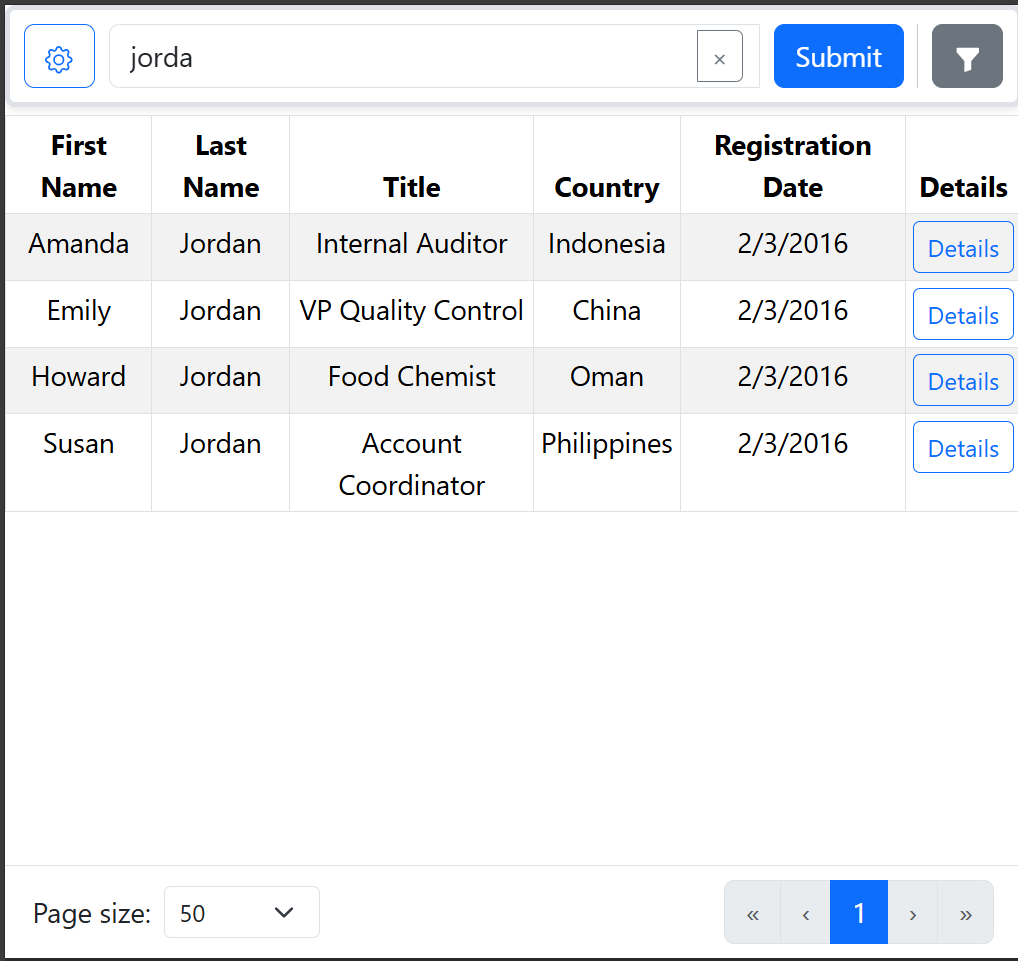 jorda × Submit
First Name Last Name Title Country Registration Date Details
Amanda Jordan Internal Auditor Indonesia 2/3/2016 Details
Emily Jordan VP Quality Control China 2/3/2016 Details
Howard Jordan Food Chemist Oman 2/3/2016 Details
Susan Jordan Account Coordinator Philippines 2/3/2016 Details
Page size: 50 « ‹ 1 › »